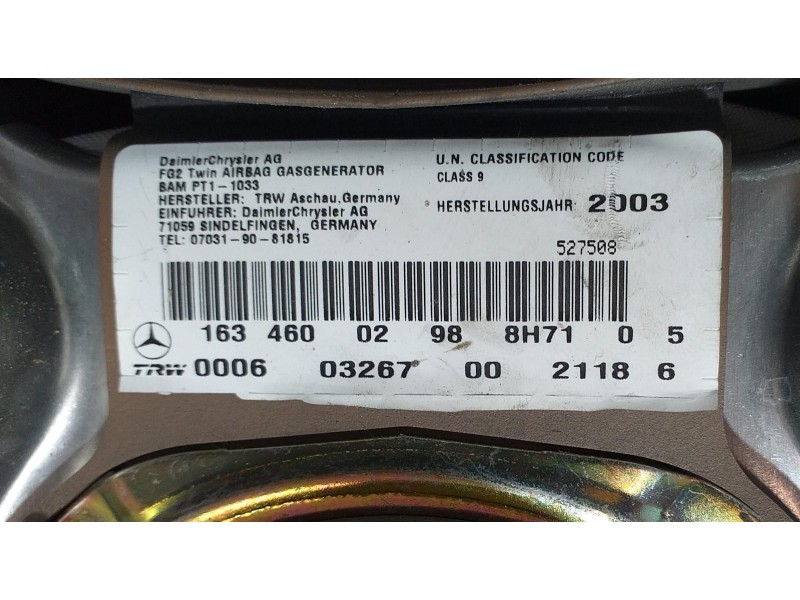 DaimlerChrysler AG
FG2 Twin AIRBAG GASGENERATOR
BAM PT1-1033
HERSTELLER: TRW Aschau,Germany
EINFUHRER: DaimlerChrysler AG
71059 SINDELFINGEN, GERMANY
TEL: 07031-90-81815
U.N. CLASSIFICATION CODE
CLASS 9
HERSTELLUNGSJAHR: 2003
527508
163 460 02 98 8H71 0 5
TRW 0006 03267 00 2118 6